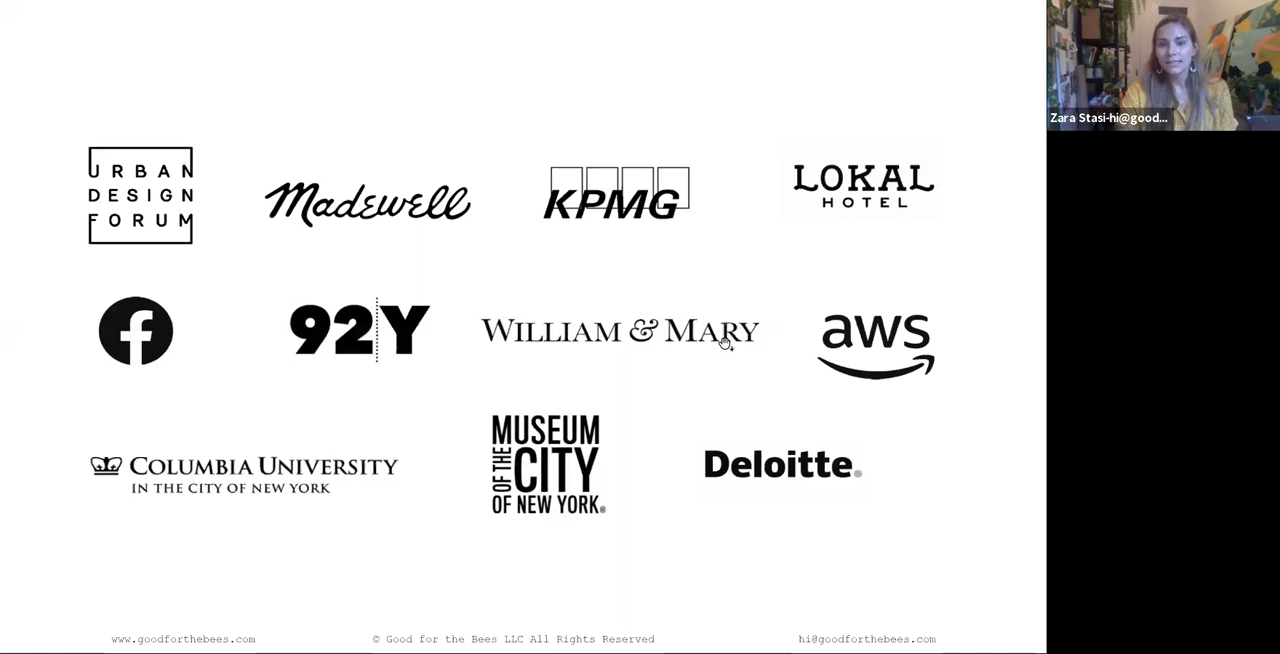 URBAN
DESIGN
FORUM
Madewell
KPMG
LOKAL
HOTEL
92Y
WILLIAM & MARY
aws
COLUMBIA UNIVERSITY
IN THE CITY OF NEW YORK
MUSEUM
OF THE CITY
OF NEW YORK®
Deloitte.
www.goodforthebees.com
© Good for the Bees LLC All Rights Reserved
hi@goodforthebees.com
Zara Stasi-hi@good...